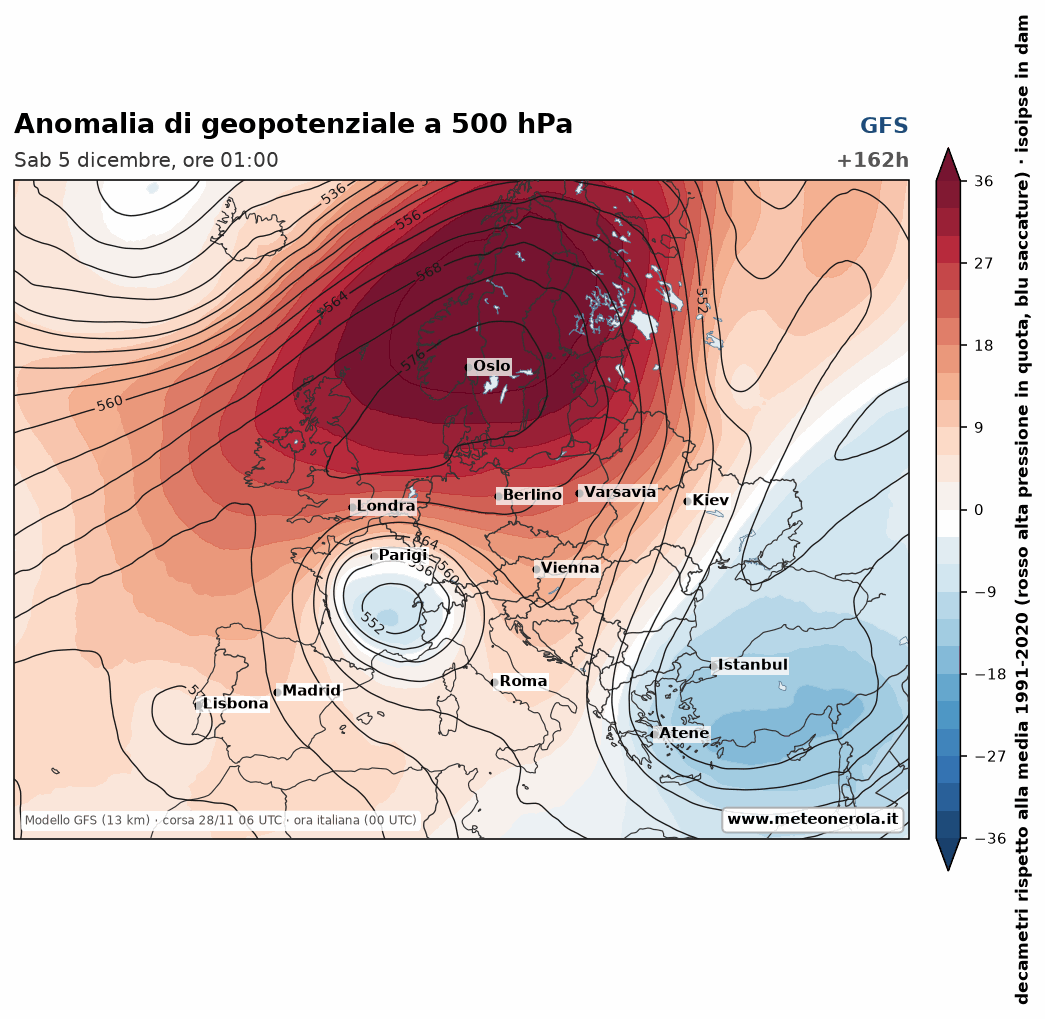 Anomalia di geopotenziale a 500 hPa
GFS
Sab 5 dicembre, ore 01:00
+162h
536
556
568
564
552
576
560
Oslo
Berlino
Varsavia
Kiev
Londra
564
560
556
Parigi
Vienna
552
Istanbul
Roma
Madrid
Lisbona
Atene
Modello GFS (13 km) · corsa 28/11 06 UTC · ora italiana (00 UTC)
www.meteonerola.it
36
27
18
9
0
−9
−18
−27
−36
decametri rispetto alla media 1991-2020 (rosso alta pressione in quota, blu saccature) · isoipse in dam